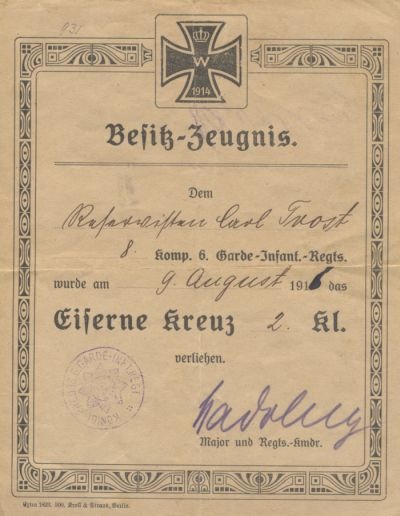 931
W
1914
Besitz-Zeugnis.
Dem
Reservisten Carl Trost
8. Komp. 6. Garde-Infant.-Regts.
wurde am 9. August 1916 das
Eiserne Kreuz 2. Kl.
verliehen.
Major und Regts.-Kmdr.